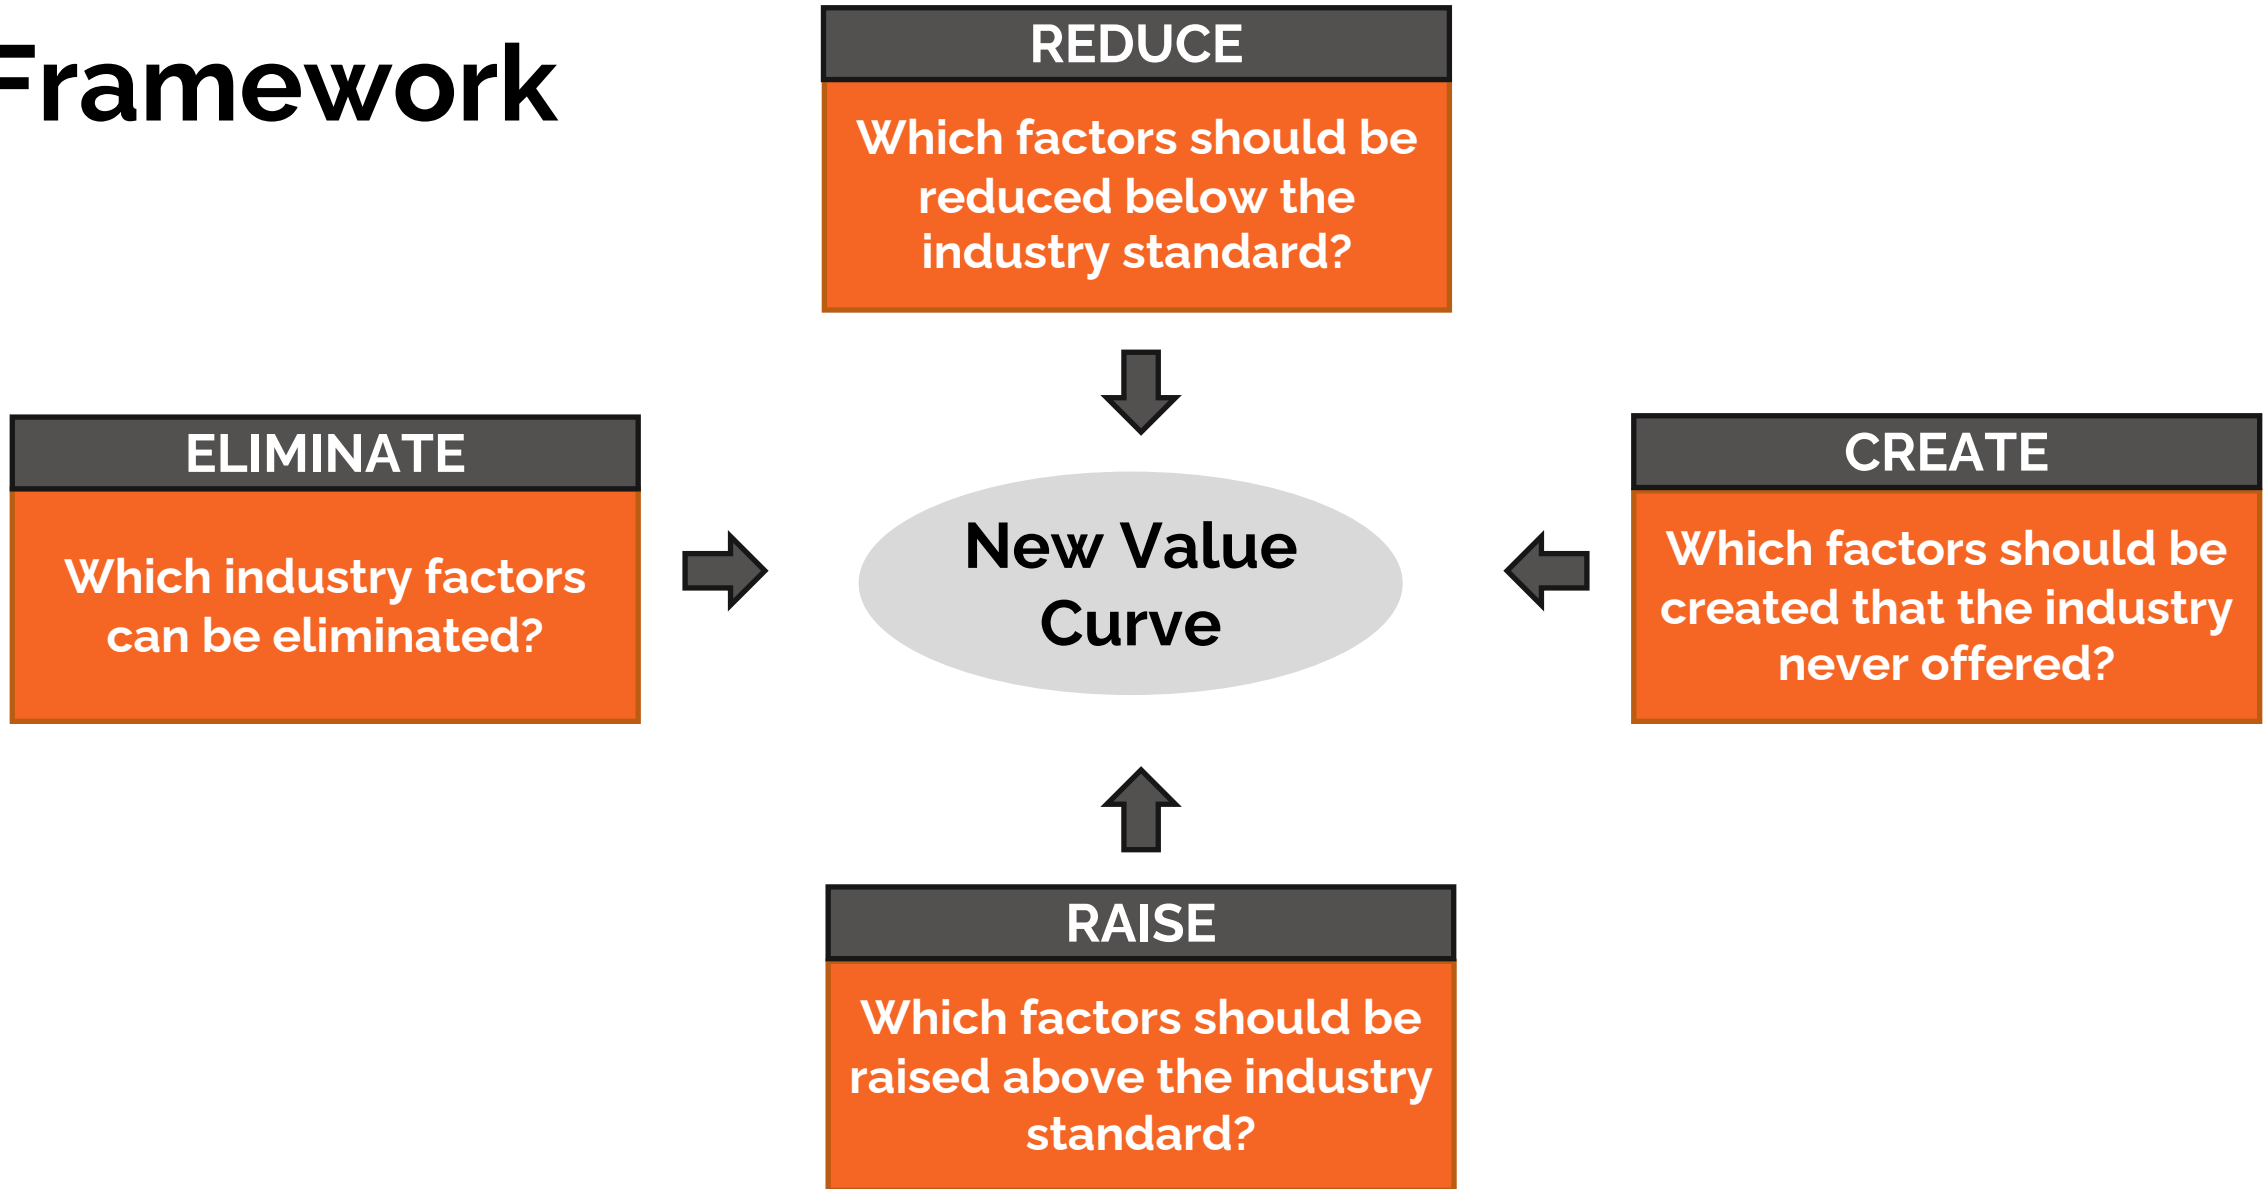 Framework
REDUCE
Which factors should be
reduced below the
industry standard?
ELIMINATE
Which industry factors
can be eliminated?
New Value
Curve
CREATE
Which factors should be
created that the industry
never offered?
RAISE
Which factors should be
raised above the industry
standard?